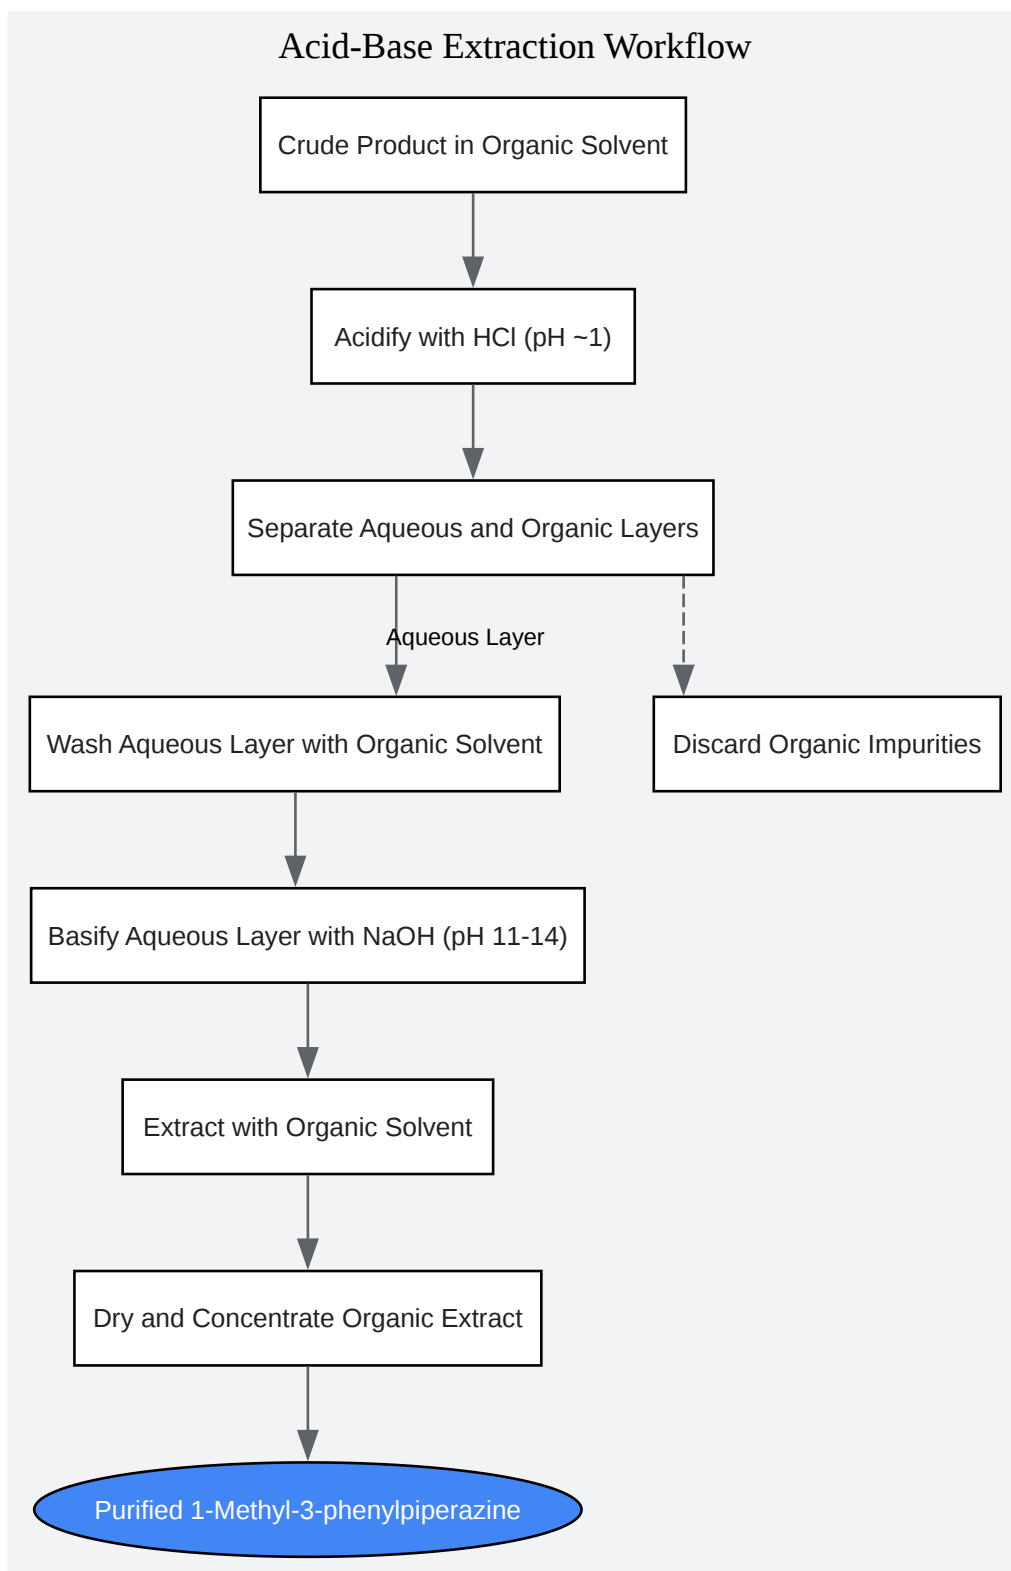 Acid-Base Extraction Workflow
Crude Product in Organic Solvent
Acidify with HCl (pH ~1)
Separate Aqueous and Organic Layers
Aqueous Layer
Wash Aqueous Layer with Organic Solvent
Discard Organic Impurities
Basify Aqueous Layer with NaOH (pH 11-14)
Extract with Organic Solvent
Dry and Concentrate Organic Extract
Purified 1-Methyl-3-phenylpiperazine